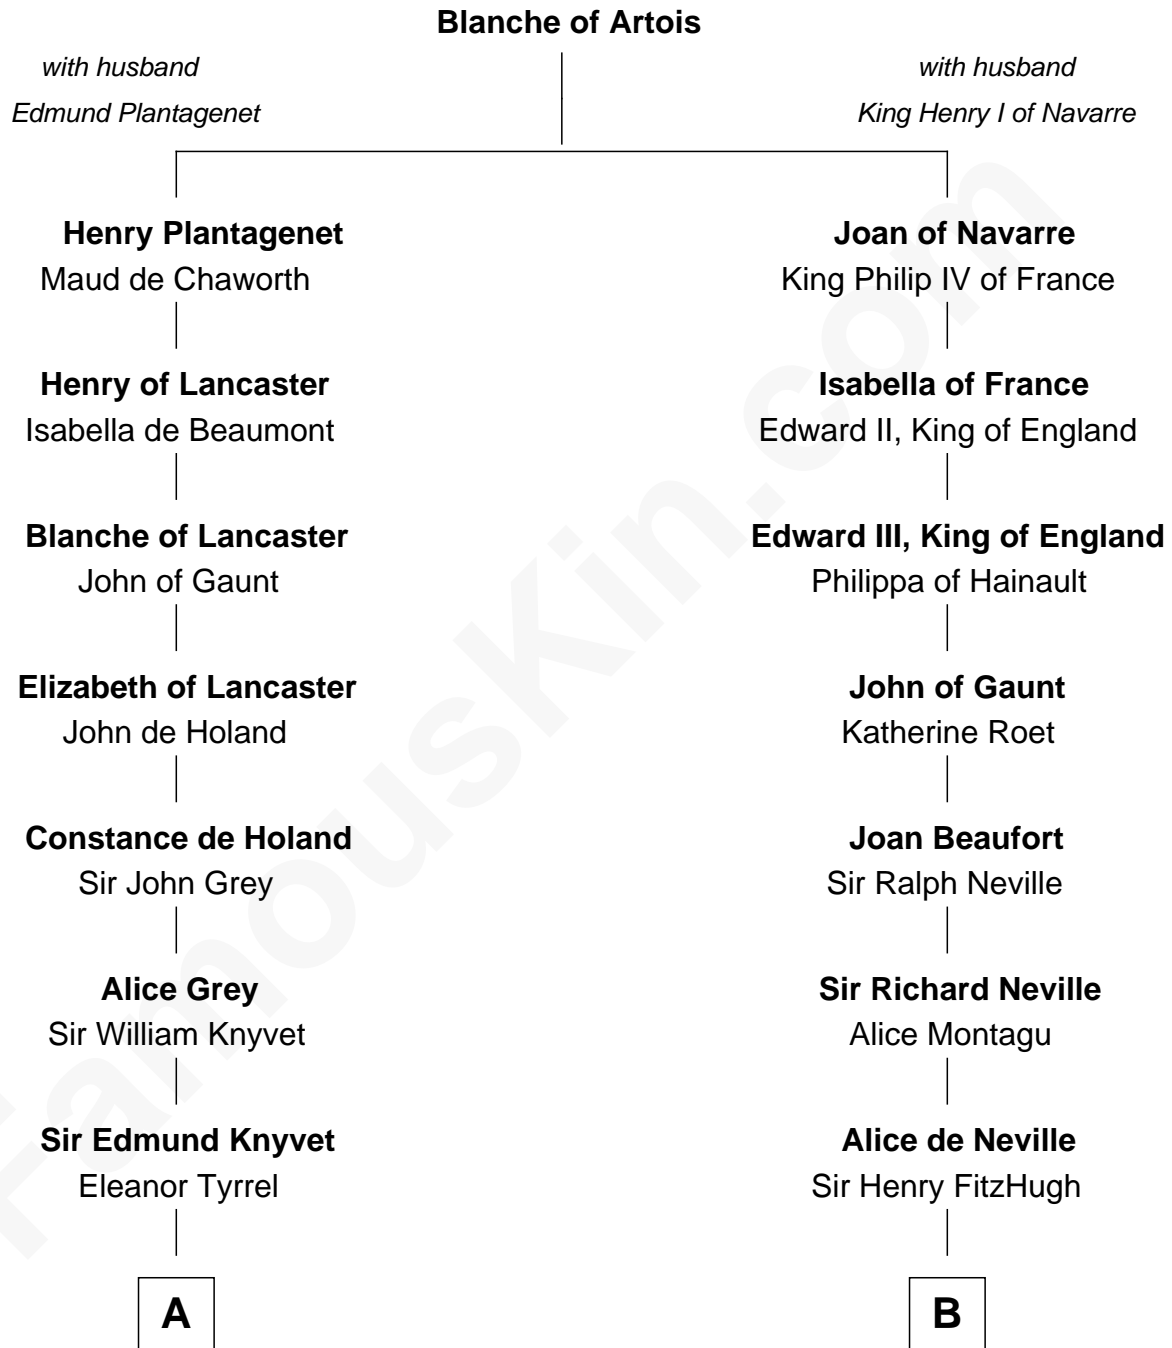 Blanche of Artois
with husband
Edmund Plantagenet
with husband
King Henry I of Navarre
Henry Plantagenet
Maud de Chaworth
Joan of Navarre
King Philip IV of France
Henry of Lancaster
Isabella de Beaumont
Isabella of France
Edward II, King of England
Blanche of Lancaster
John of Gaunt
Edward III, King of England
Philippa of Hainault
Elizabeth of Lancaster
John de Holand
John of Gaunt
Katherine Roet
Constance de Holand
Sir John Grey
Joan Beaufort
Sir Ralph Neville
Alice Grey
Sir William Knyvet
Sir Richard Neville
Alice Montagu
Sir Edmund Knyvet
Eleanor Tyrrel
Alice de Neville
Sir Henry FitzHugh
A
B
FamousKin.com